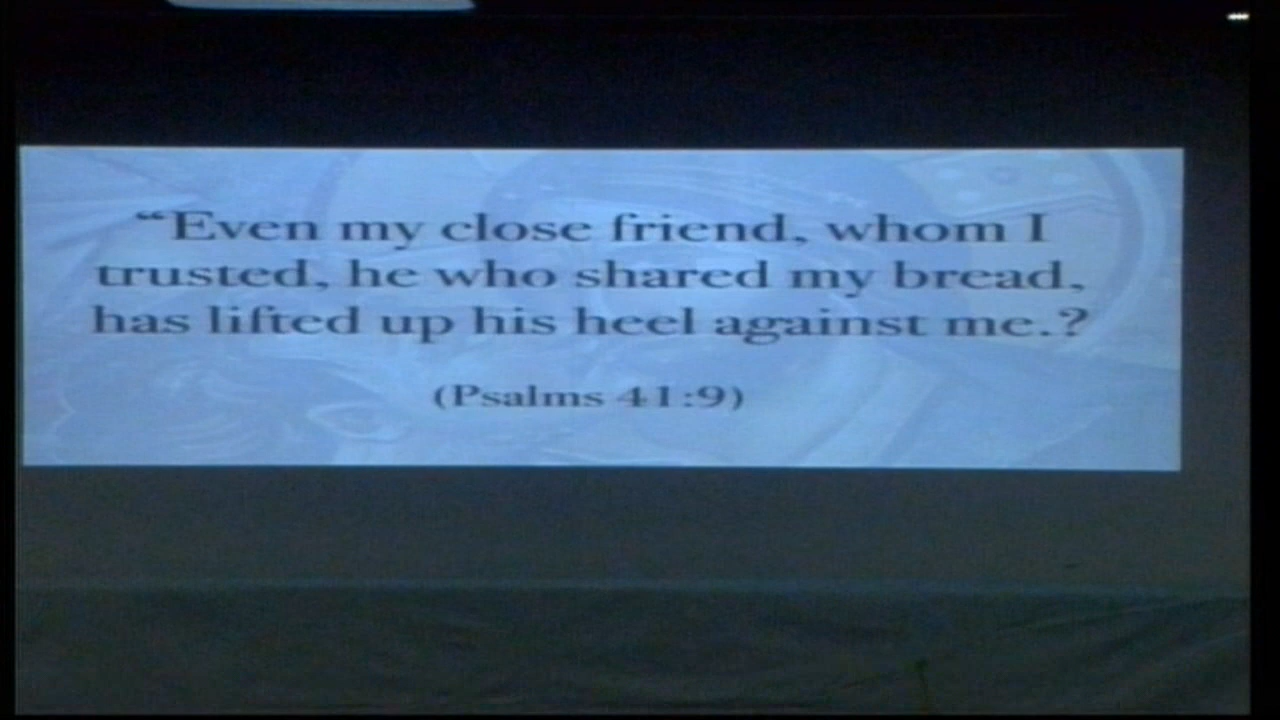 “Even my close friend, whom I
trusted, he who shared my bread,
has lifted up his heel against me.?
(Psalms 41:9)